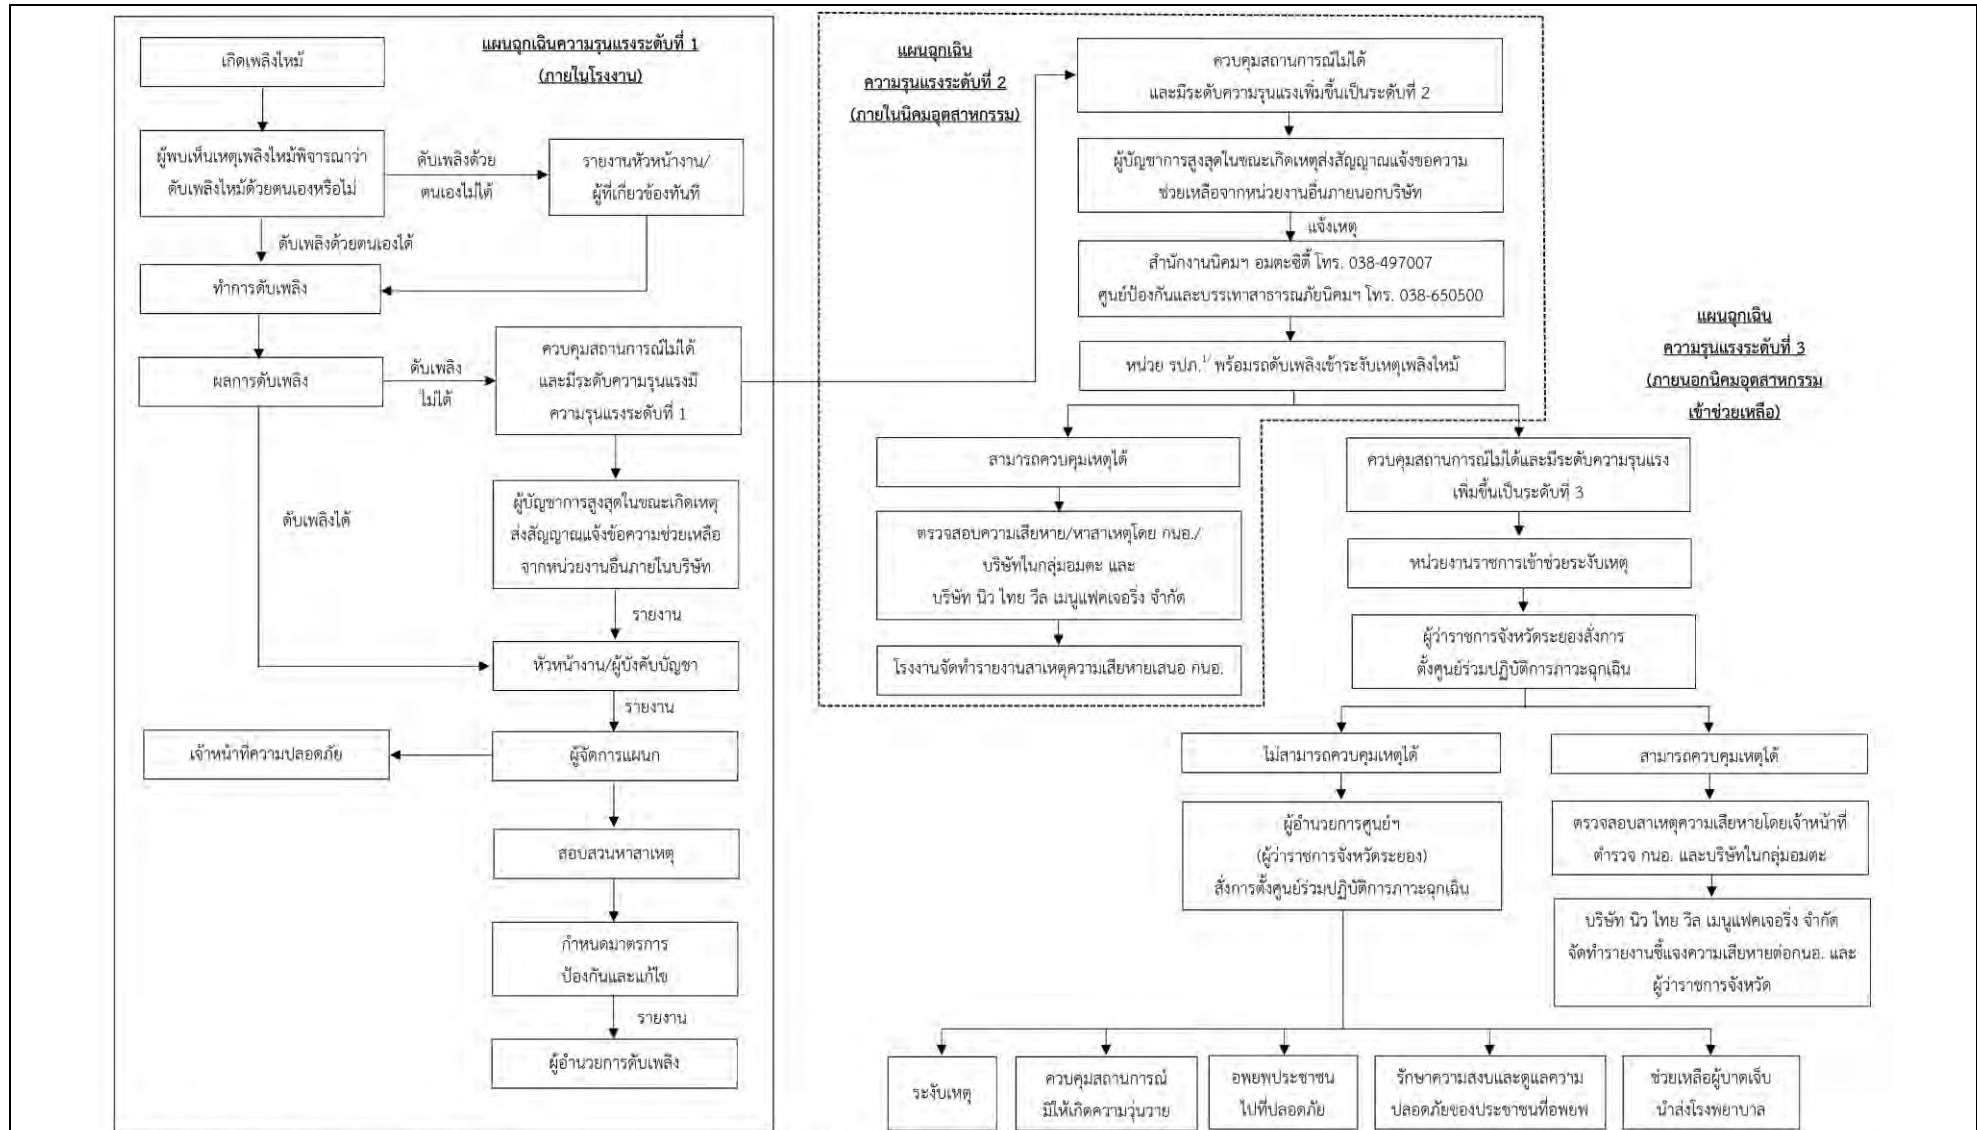 แผนฉุกเฉินความรุนแรงระดับที่ 1
(ภายในโรงงาน)
เกิดเพลิงไหม้
ผู้พบเห็นเหตุเพลิงไหม้พิจารณาว่า
ดับเพลิงไหม้ด้วยตนเองหรือไม่
ดับเพลิงด้วย
ตนเองไม่ได้
รายงานหัวหน้างาน/
ผู้ที่เกี่ยวข้องทันที
ดับเพลิงด้วยตนเองได้
ทำการดับเพลิง
ผลการดับเพลิง
ดับเพลิง
ไม่ได้
ควบคุมสถานการณ์ไม่ได้
และมีระดับความรุนแรงมี
ความรุนแรงระดับที่ 1
ดับเพลิงได้
ผู้บัญชาการสูงสุดในขณะเกิดเหตุ
ส่งสัญญาณแจ้งข้อความช่วยเหลือ
จากหน่วยงานอื่นภายในบริษัท
รายงาน
หัวหน้างาน/ผู้บังคับบัญชา
รายงาน
ผู้จัดการแผนก
เจ้าหน้าที่ความปลอดภัย
สอบสวนหาสาเหตุ
กำหนดมาตรการ
ป้องกันและแก้ไข
รายงาน
ผู้อำนวยการดับเพลิง
แผนฉุกเฉิน
ความรุนแรงระดับที่ 2
(ภายในนิคมอุตสาหกรรม)
ควบคุมสถานการณ์ไม่ได้
และมีระดับความรุนแรงเพิ่มขึ้นเป็นระดับที่ 2
ผู้บัญชาการสูงสุดในขณะเกิดเหตุส่งสัญญาณแจ้งขอความ
ช่วยเหลือจากหน่วยงานอื่นภายนอกบริษัท
แจ้งเหตุ
สำนักงานนิคมฯ อมตะซิตี้ โทร. 038-497007
ศูนย์ป้องกันและบรรเทาสาธารณภัยนิคมฯ โทร. 038-650500
หน่วย รปภ.1/ พร้อมรถดับเพลิงเข้าระงับเหตุเพลิงไหม้
สามารถควบคุมเหตุได้
ตรวจสอบความเสียหาย/หาสาเหตุโดย กนอ./
บริษัทในกลุ่มอมตะ และ
บริษัท นิว ไทย วีล เมนูแฟคเจอริ่ง จำกัด
โรงงานจัดทำรายงานสาเหตุความเสียหายเสนอ กนอ.
แผนฉุกเฉิน
ความรุนแรงระดับที่ 3
(ภายนอกนิคมอุตสาหกรรม
เข้าช่วยเหลือ)
ควบคุมสถานการณ์ไม่ได้และมีระดับความรุนแรง
เพิ่มขึ้นเป็นระดับที่ 3
หน่วยงานราชการเข้าช่วยระงับเหตุ
ผู้ว่าราชการจังหวัดระยองสั่งการ
ตั้งศูนย์ร่วมปฏิบัติการภาวะฉุกเฉิน
ไม่สามารถควบคุมเหตุได้
ผู้อำนวยการศูนย์ฯ
(ผู้ว่าราชการจังหวัดระยอง)
สั่งการตั้งศูนย์ร่วมปฏิบัติการภาวะฉุกเฉิน
สามารถควบคุมเหตุได้
ตรวจสอบสาเหตุความเสียหายโดยเจ้าหน้าที่
ตำรวจ กนอ. และบริษัทในกลุ่มอมตะ
บริษัท นิว ไทย วีล เมนูแฟคเจอริ่ง จำกัด
จัดทำรายงานชี้แจงความเสียหายต่อกนอ. และ
ผู้ว่าราชการจังหวัด
ระงับเหตุ
ควบคุมสถานการณ์
มิให้เกิดความวุ่นวาย
อพยพประชาชน
ไปที่ปลอดภัย
รักษาความสงบและดูแลความ
ปลอดภัยของประชาชนที่อพยพ
ช่วยเหลือผู้บาดเจ็บ
นำส่งโรงพยาบาล